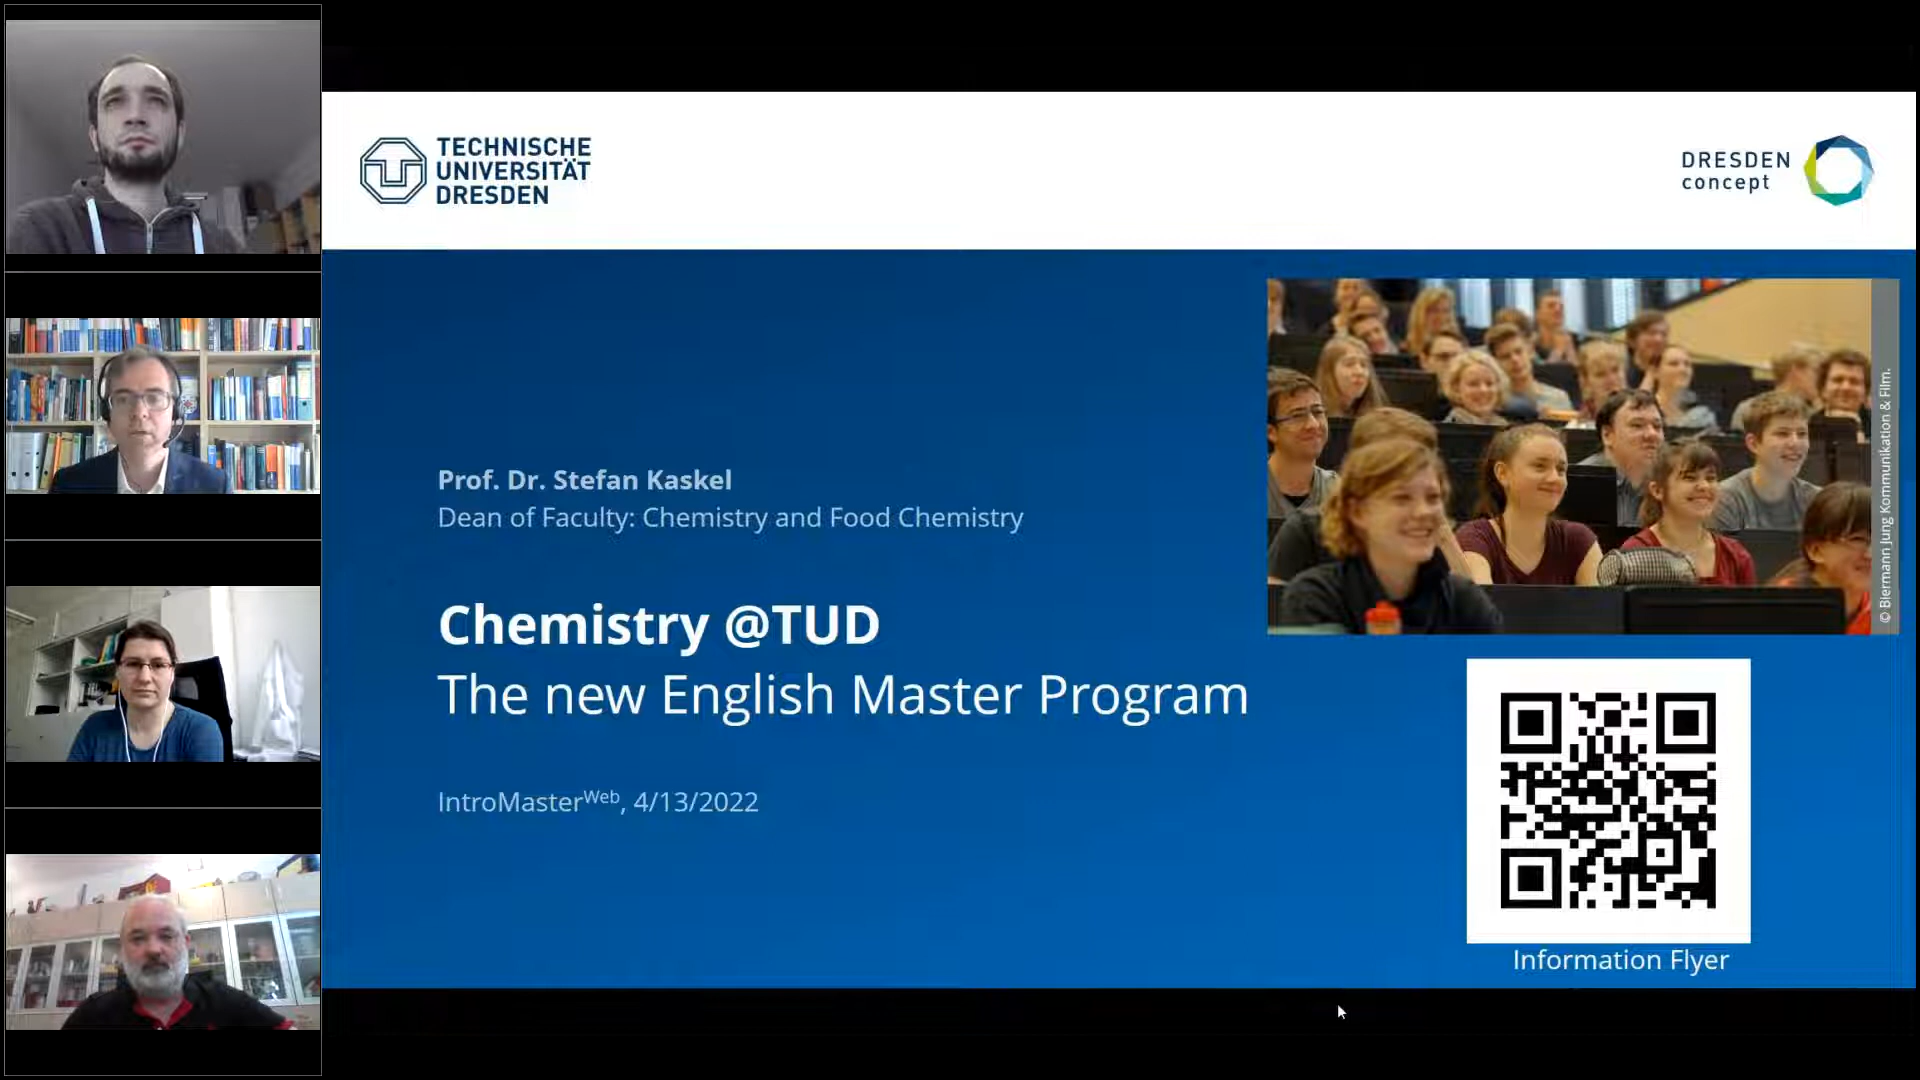 TECHNISCHE
UNIVERSITÄT
DRESDEN
DRESDEN
concept
Prof. Dr. Stefan Kaskel
Dean of Faculty: Chemistry and Food Chemistry
Chemistry @TUD
The new English Master Program
IntroMasterWeb, 4/13/2022
© Biermann Jung Kommunikation & Film.
Information Flyer